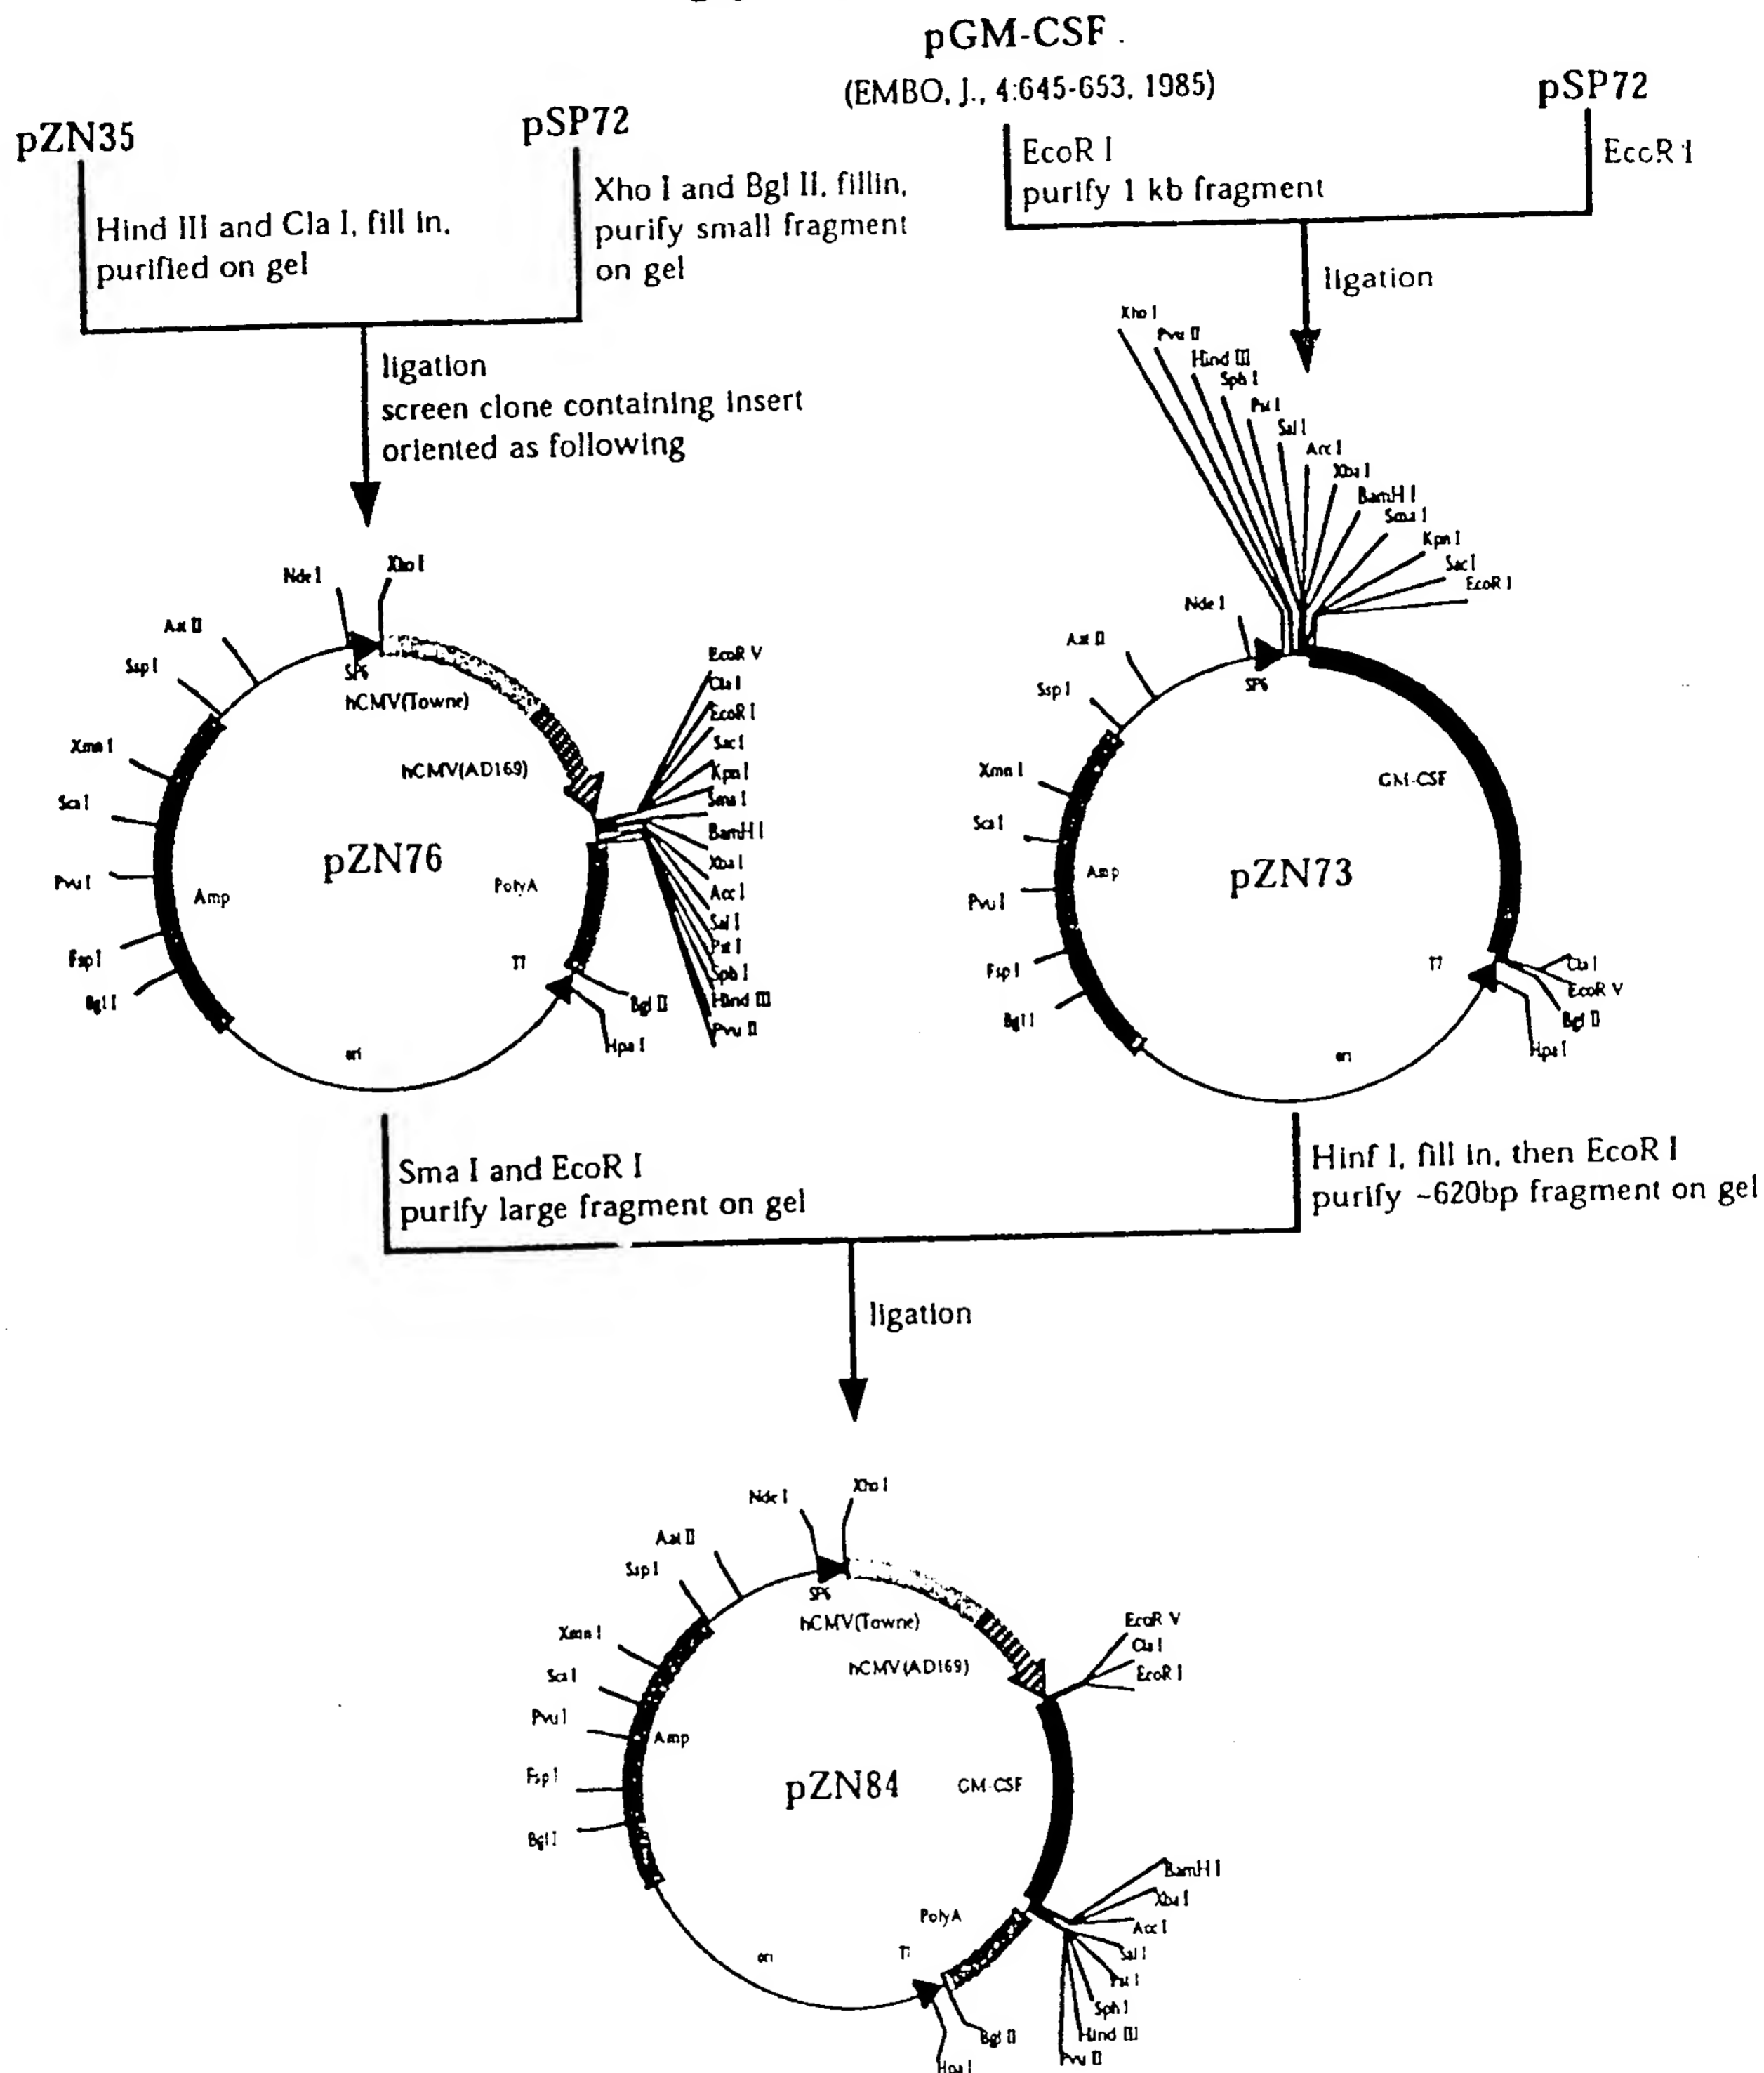 pGM-CSF
(EMBO, J., 4:645-653, 1985)
pZN35
pSP72
pSP72
Hind III and Cla I, fill in,
purified on gel
Xho I and Bgl II, fillin,
purify small fragment
on gel
EcoR I
purify 1 kb fragment
EcoR I
ligation
screen clone containing insert
oriented as following
ligation
Xho I
Pvu II
Hind III
Sph I
Pst I
Sal I
Acc I
Xba I
BamH I
Sma I
Kpn I
Sac I
EcoR I
Nde I
Xho I
Aat II
Ssp I
Xmn I
Sca I
Pvu I
Fsp I
Bgl I
SP6
hCMV(Towne)
hCMV(AD169)
pZN76
Amp
PolyA
T7
ori
EcoR V
Cla I
EcoR I
Sac I
Kpn I
Sma I
BamH I
Xba I
Acc I
Sal I
Pst I
Sph I
Hind III
Pvu II
Bgl II
Hpa I
Nde I
Aat II
Ssp I
Xmn I
Sca I
Pvu I
Fsp I
Bgl I
SP6
GM-CSF
pZN73
Amp
T7
ori
Cla I
EcoR V
Bgl II
Hpa I
Sma I and EcoR I
purify large fragment on gel
Hinf I, fill in, then EcoR I
purify ~620bp fragment on gel
ligation
Nde I
Xho I
Aat II
Ssp I
Xmn I
Sca I
Pvu I
Fsp I
Bgl I
SP6
hCMV(Towne)
hCMV(AD169)
EcoR V
Cla I
EcoR I
Amp
pZN84
GM-CSF
PolyA
T7
ori
BamH I
Xba I
Acc I
Sal I
Pst I
Sph I
Hind III
Pvu II
Bgl II
Hpa I